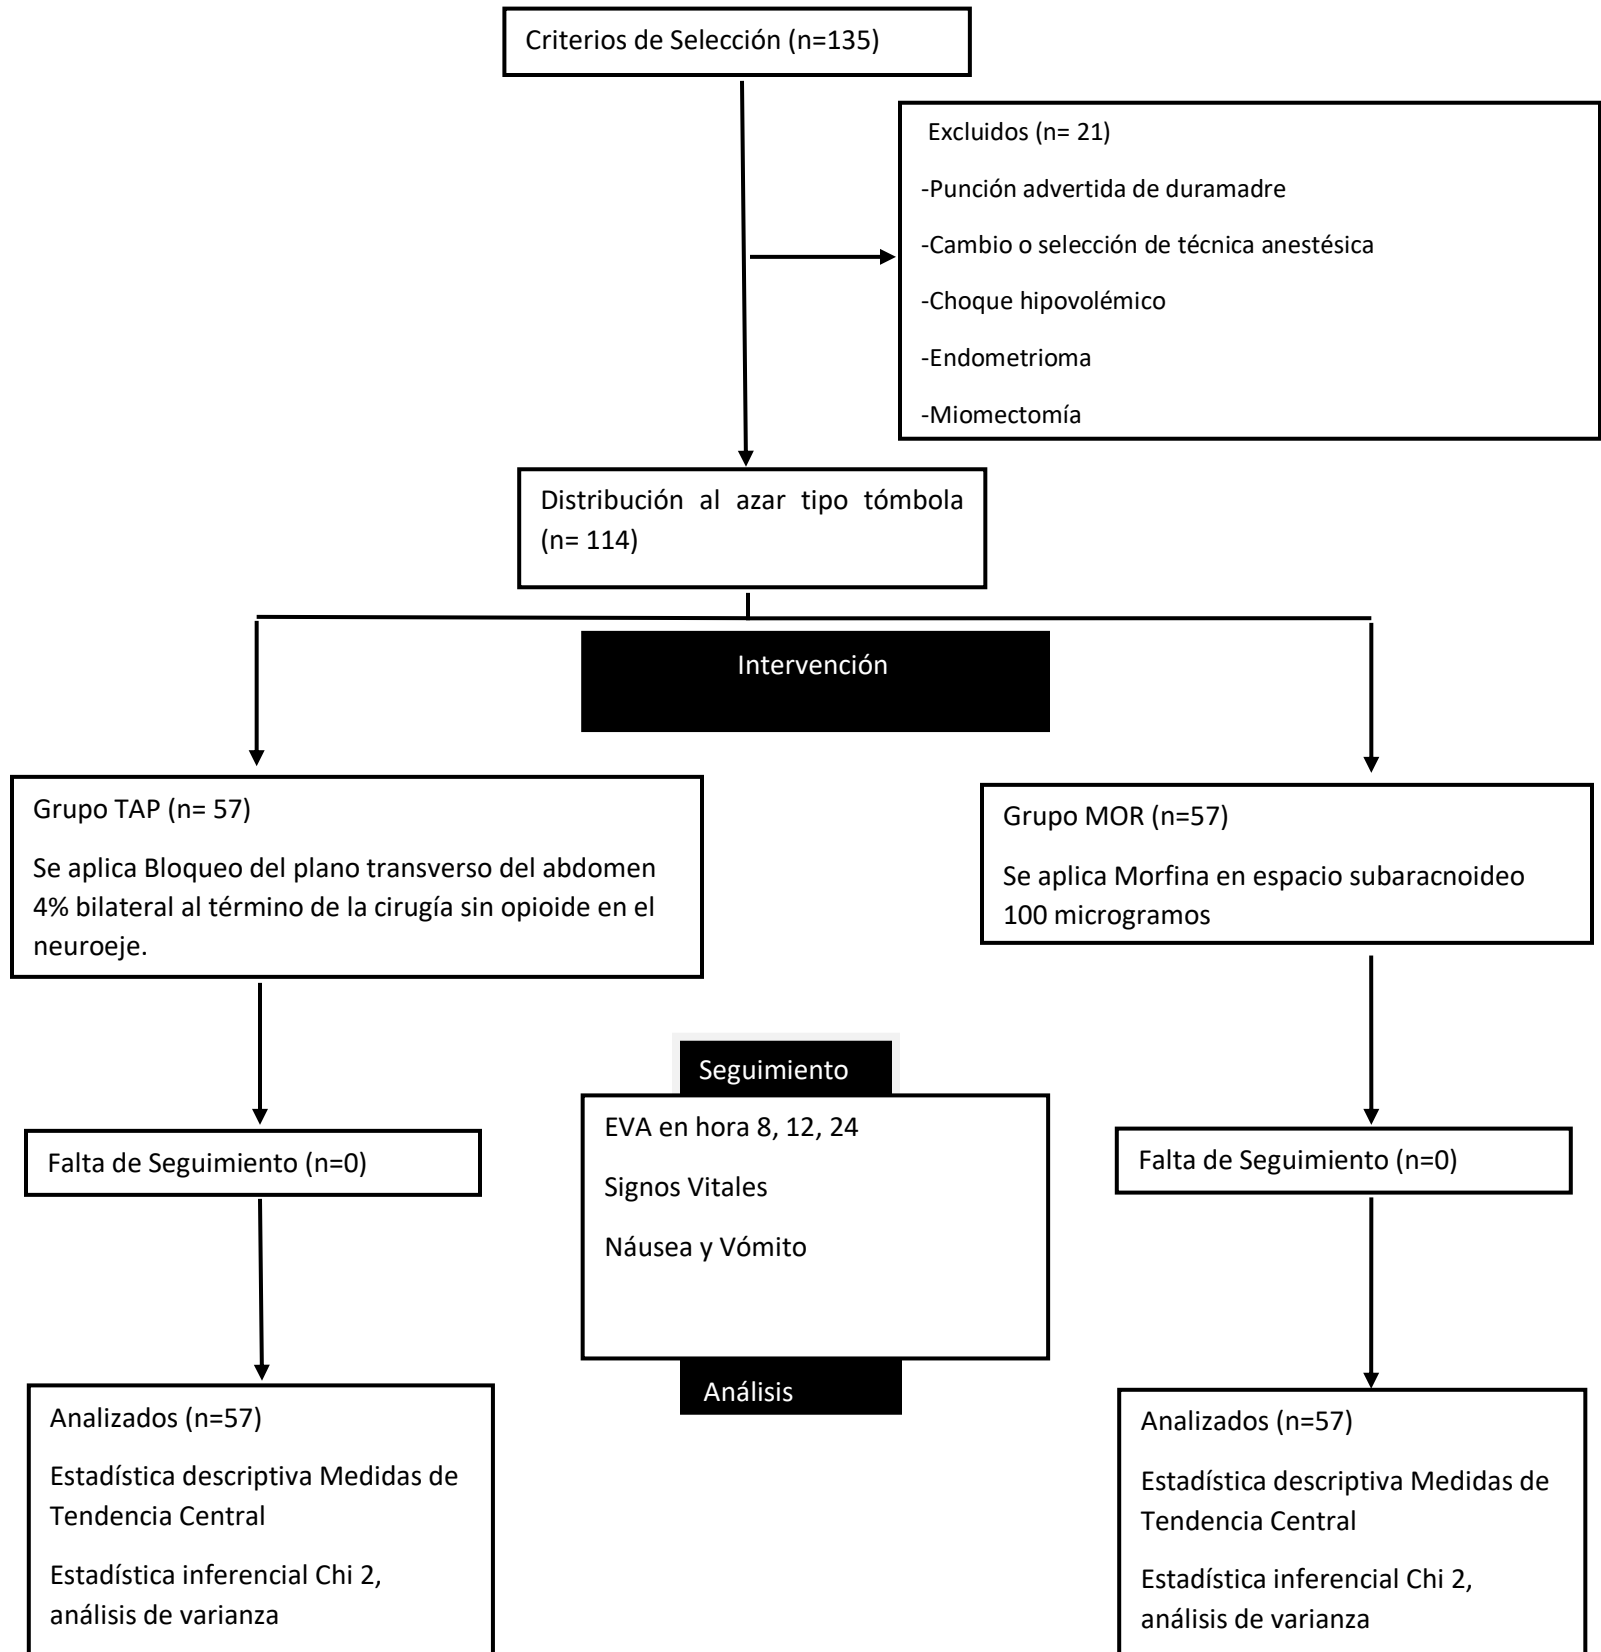 Criterios de Selección (n=135)
Excluidos (n= 21)
-Punción advertida de duramadre
-Cambio o selección de técnica anestésica
-Choque hipovolémico
-Endometrioma
-Miomectomía
Distribución al azar tipo tómbola
(n= 114)
Intervención
Grupo TAP (n= 57)
Se aplica Bloqueo del plano transverso del abdomen
4% bilateral al término de la cirugía sin opioide en el
neuroeje.
Grupo MOR (n=57)
Se aplica Morfina en espacio subaracnoideo
100 microgramos
Seguimiento
EVA en hora 8, 12, 24
Signos Vitales
Náusea y Vómito
Falta de Seguimiento (n=0)
Falta de Seguimiento (n=0)
Análisis
Analizados (n=57)
Estadística descriptiva Medidas de
Tendencia Central
Estadística inferencial Chi 2,
análisis de varianza
Analizados (n=57)
Estadística descriptiva Medidas de
Tendencia Central
Estadística inferencial Chi 2,
análisis de varianza